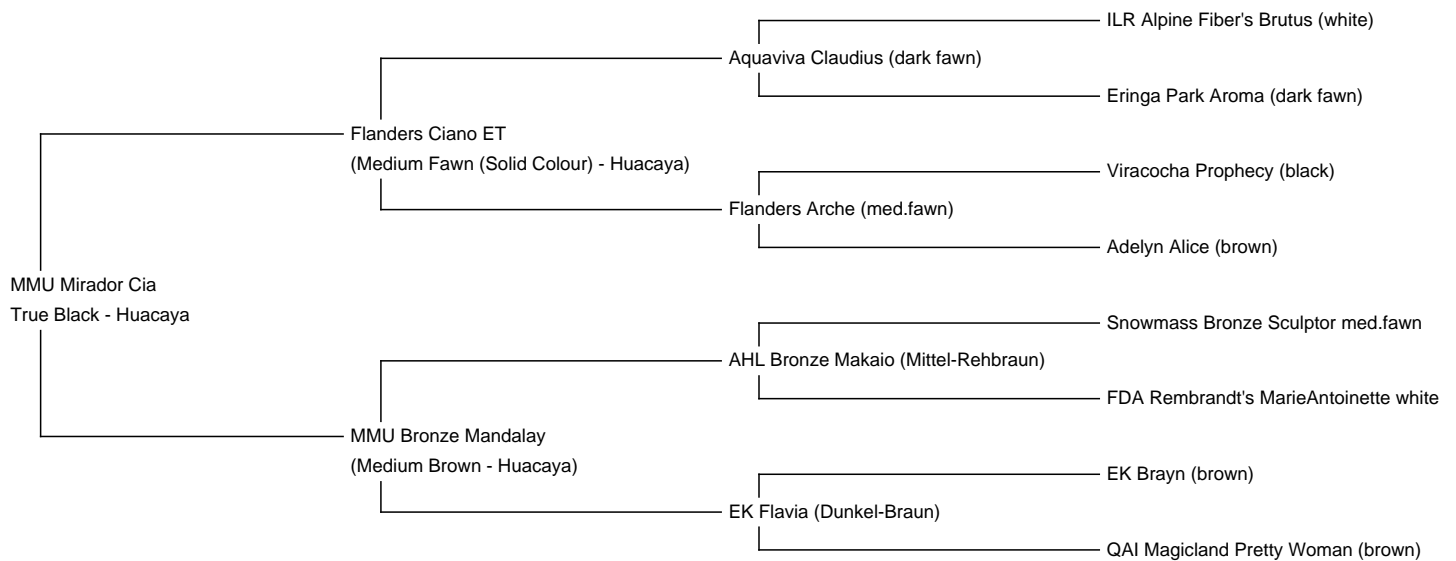 ILR Alpine Fiber's Brutus (white)
Aquaviva Claudius (dark fawn)
Eringa Park Aroma (dark fawn)
Flanders Ciano ET
(Medium Fawn (Solid Colour) - Huacaya)
Viracocha Prophecy (black)
Flanders Arche (med.fawn)
Adelyn Alice (brown)
MMU Mirador Cia
True Black - Huacaya
Snowmass Bronze Sculptor med.fawn
AHL Bronze Makaio (Mittel-Rehbraun)
FDA Rembrandt's MarieAntoinette white
MMU Bronze Mandalay
(Medium Brown - Huacaya)
EK Brayn (brown)
EK Flavia (Dunkel-Braun)
QAI Magicland Pretty Woman (brown)